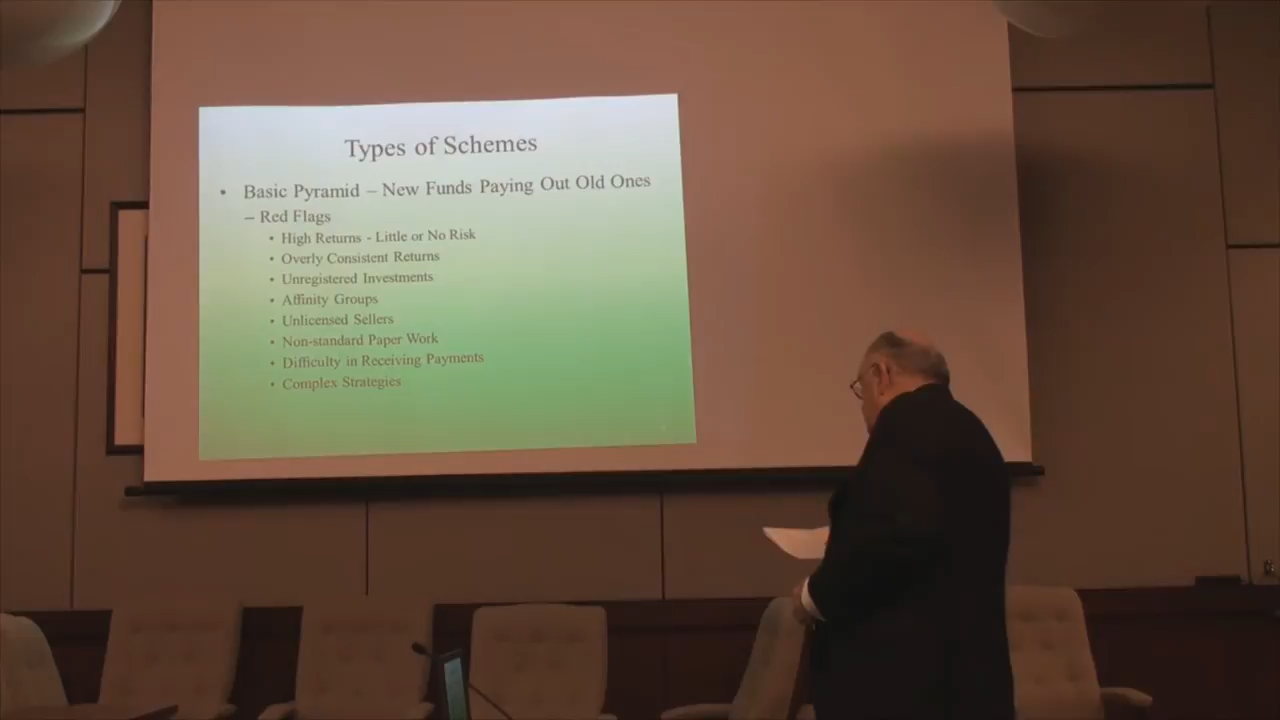 Types of Schemes
• Basic Pyramid – New Funds Paying Out Old Ones
– Red Flags
• High Returns - Little or No Risk
• Overly Consistent Returns
• Unregistered Investments
• Affinity Groups
• Unlicensed Sellers
• Non-standard Paper Work
• Difficulty in Receiving Payments
• Complex Strategies